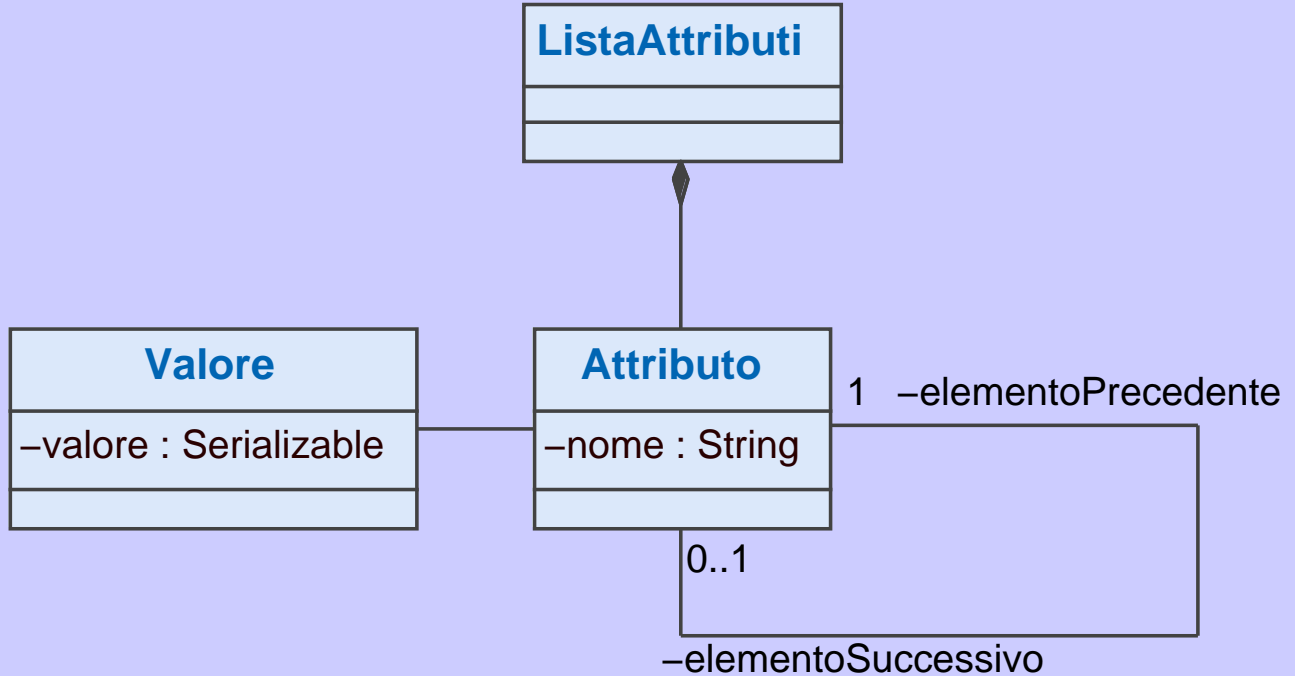 ListaAttributi
Valore
–valore : Serializable
Attributo
–nome : String
1 –elementoPrecedente
0..1
–elementoSuccessivo